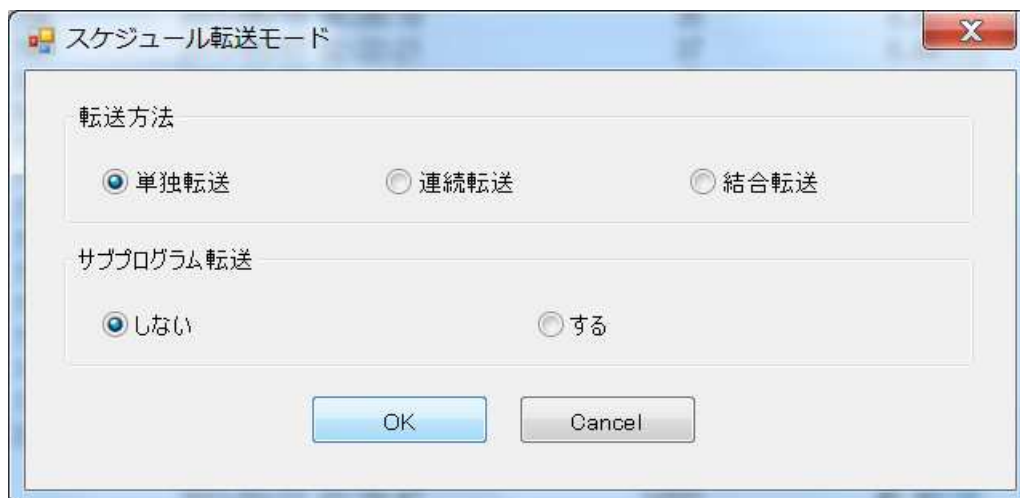 スケジュール転送モード
転送方法
単独転送 連続転送 結合転送
サブプログラム転送
しない する
OK Cancel